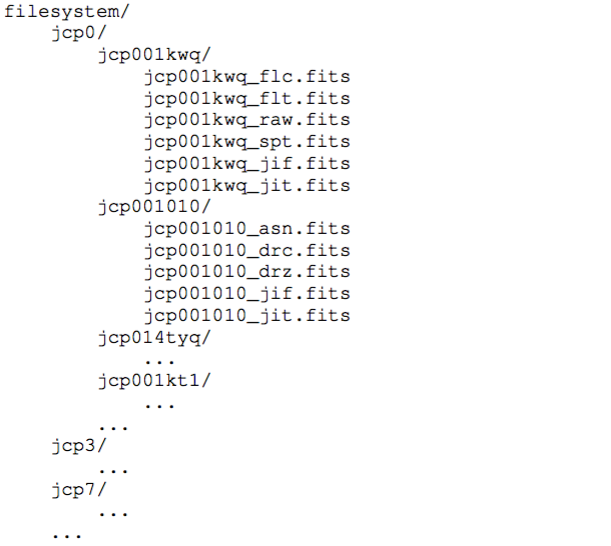 filesystem/
jcp0/
jcp001kwq/
jcp001kwq_flc.fits
jcp001kwq_flt.fits
jcp001kwq_raw.fits
jcp001kwq_spt.fits
jcp001kwq_jif.fits
jcp001kwq_jit.fits
jcp001010/
jcp001010_asn.fits
jcp001010_drc.fits
jcp001010_drz.fits
jcp001010_jif.fits
jcp001010_jit.fits
jcp014tyq/
...
jcp001kt1/
...
...
jcp3/
...
jcp7/
...
...